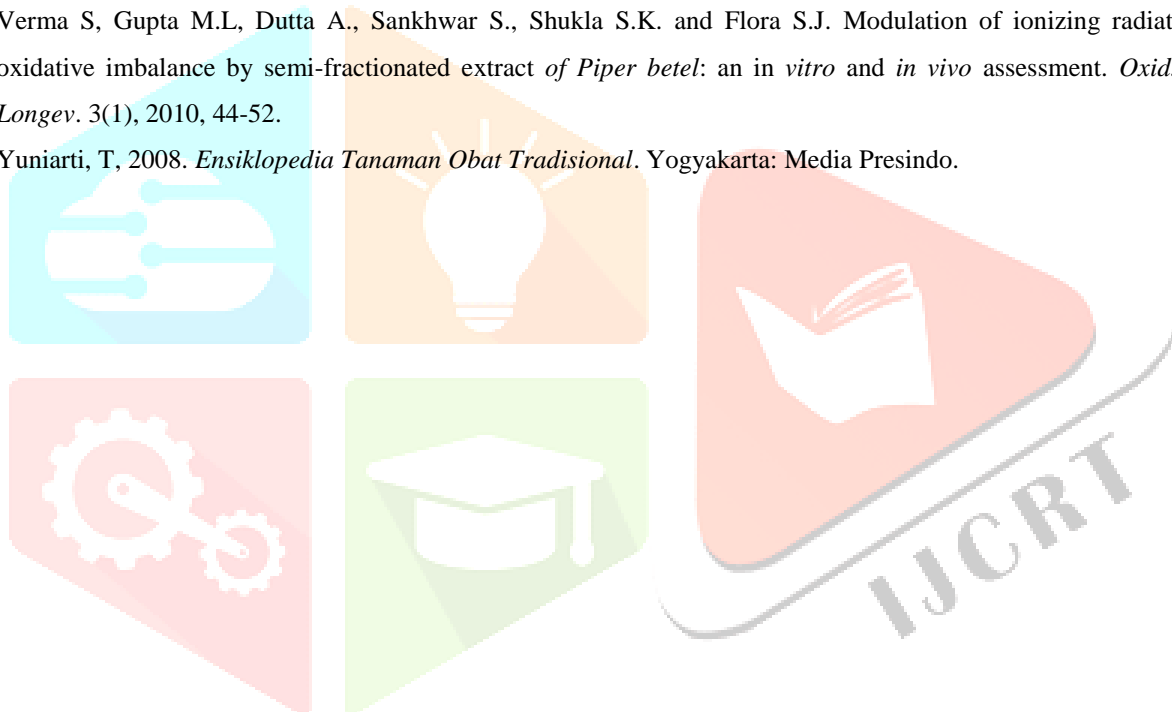 Verma S, Gupta M.L, Dutta A., Sankhwar S., Shukla S.K. and Flora S.J. Modulation of ionizing radiat
oxidative imbalance by semi-fractionated extract of Piper betel: an in vitro and in vivo assessment. Oxid
Longev. 3(1), 2010, 44-52.
Yuniarti, T, 2008. Ensiklopedia Tanaman Obat Tradisional. Yogyakarta: Media Presindo.
IJCRT